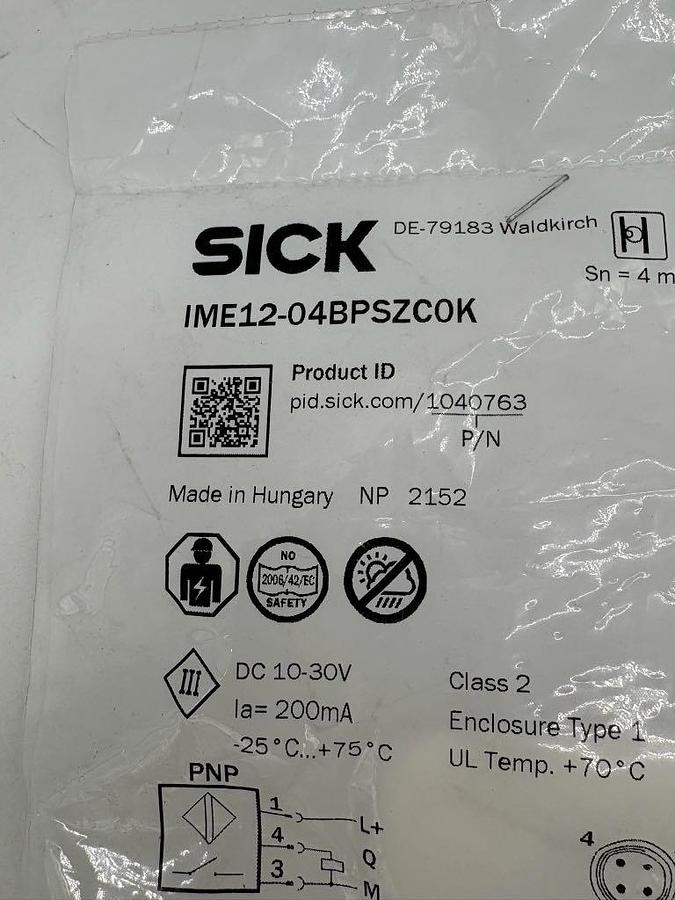 SICK DE-79183 Waldkirch
Sn = 4 m
IME12-04BPSZC0K
Product ID
pid.sick.com/1040763
P/N
Made in Hungary NP 2152
NO
2006/42/EC
SAFETY
III
DC 10-30V
Ia= 200mA
-25°C...+75°C
Class 2
Enclosure Type 1
UL Temp. +70°C
PNP
1 L+
4 Q
3 M
4